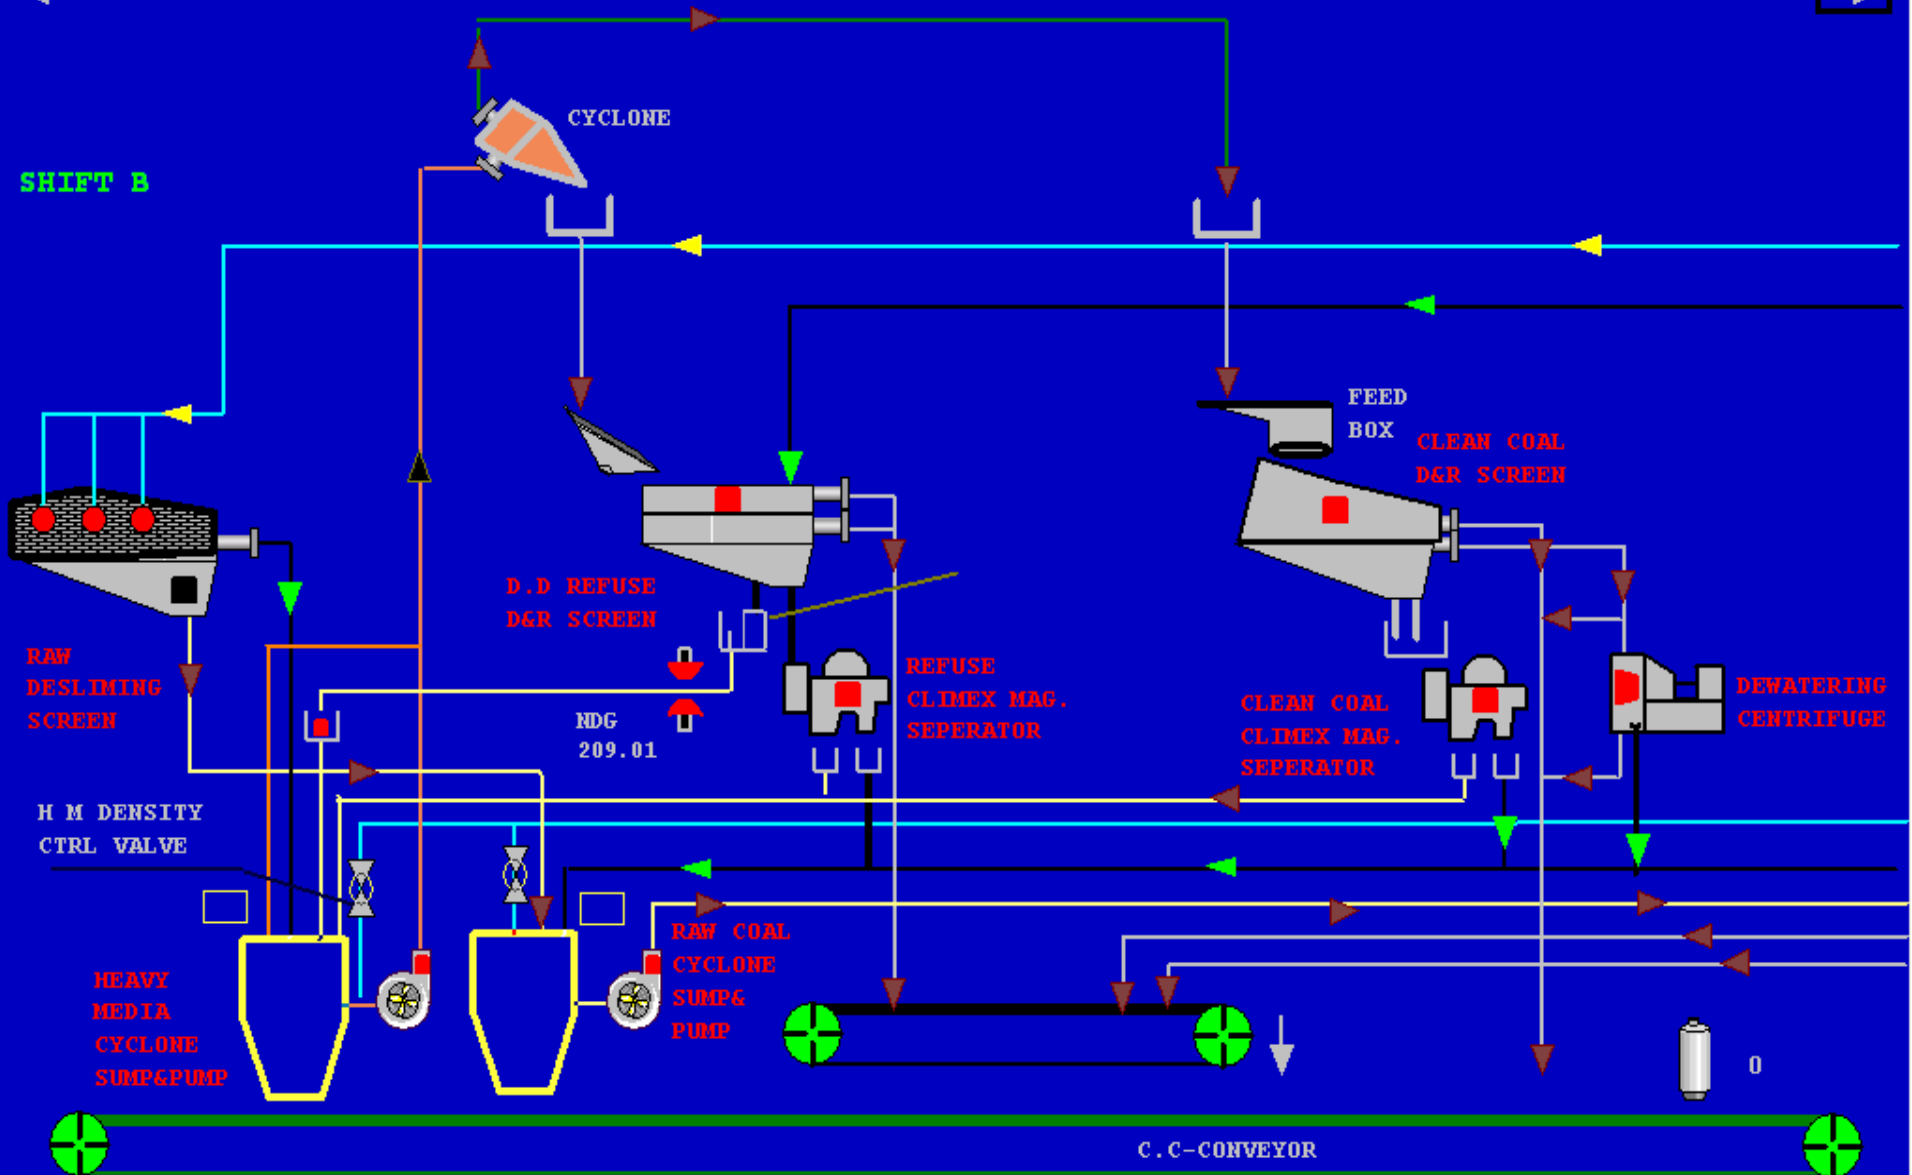 CYCLONE
SHIFT B
FEED
BOX
CLEAN COAL
D&R SCREEN
D.D REFUSE
D&R SCREEN
RAW
DESLIMING
SCREEN
REFUSE
CLIMEX MAG.
SEPERATOR
NDG
209.01
CLEAN COAL
CLIMEX MAG.
SEPERATOR
DEWATERING
CENTRIFUGE
H M DENSITY
CTRL VALVE
RAW COAL
CYCLONE
SUMP&
PUMP
HEAVY
MEDIA
CYCLONE
SUMP&PUMP
0
C.C-CONVEYOR